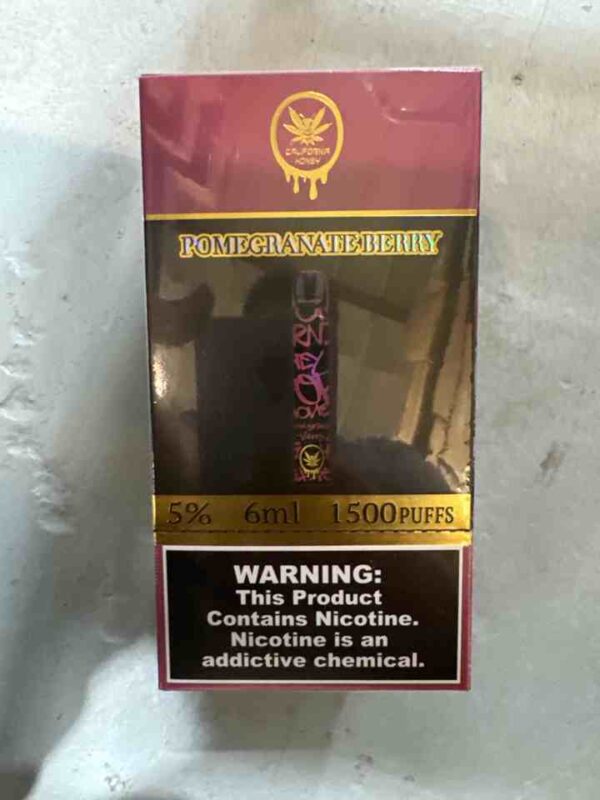 CALIFORNIA
HONEY
POMEGRANATE BERRY
5% 6ml 1500PUFFS
WARNING:
This Product
Contains Nicotine.
Nicotine is an
addictive chemical.